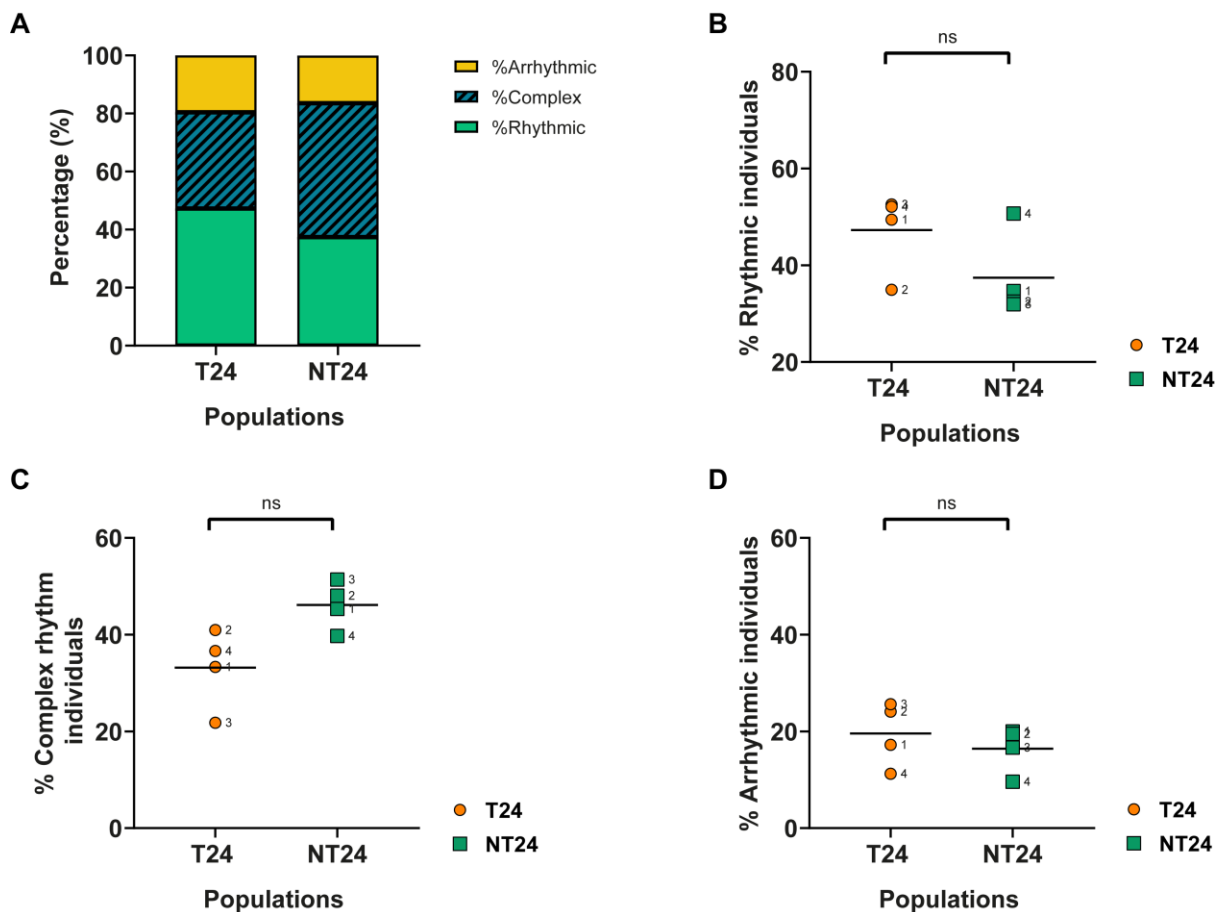 A
100
80
60
40
20
0
Percentage (%)
T24
NT24
Populations
%Arrhythmic
%Complex
%Rhythmic
B
ns
80
60
40
20
% Rhythmic individuals
4
1
2
4
1
T24
NT24
Populations
T24
NT24
C
ns
60
40
20
0
% Complex rhythm
individuals
2
4
1
3
3
2
1
4
T24
NT24
Populations
T24
NT24
D
ns
60
40
20
0
% Arrhythmic individuals
3
2
1
4
2
3
4
T24
NT24
Populations
T24
NT24